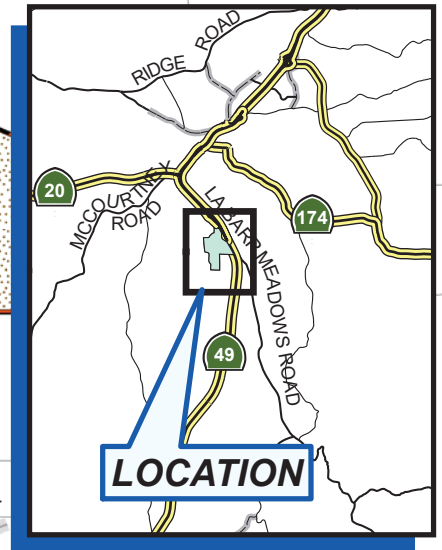 RIDGE ROAD
20
MCCOURTNEY
ROAD
LA BARR MEADOWS ROAD
174
49
LOCATION